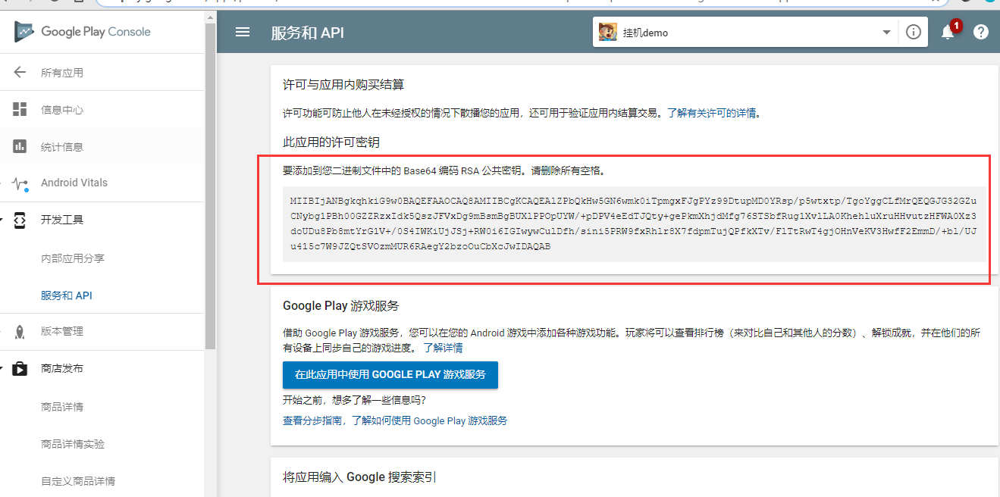 Google Play Console
服务和 API
挂机demo
1
所有应用
信息中心
统计信息
Android Vitals
开发工具
内部应用分享
服务和 API
版本管理
商店发布
商品详情
商品详情实验
自定义商品详情
许可与应用内购买结算
许可功能可防止他人在未经授权的情况下散播您的应用，还可用于验证应用内结算交易。了解有关许可的详情。
此应用的许可密钥
要添加到您二进制文件中的 Base64 编码 RSA 公共密钥。请删除所有空格。
MIIBIjANBgkqhkiG9w0BAQEFAAOCAQ8AMIIBCgKCAQEAlZPbQkHw5GN6wmk0iTpmgxFJgPYz99DtupMD0YRsp/p5wtxtp/TgoYggCLfMrQEQGJG32GZu
CNybg1PBh00GZZRzxIdk5QszJFVxDg9mBsmBgBUXlPPOpUYW/+pDPV4eEdTJQty+gePkmXhjdMfg76STSbfRug1XvlLA0KhehluXruHHvutzHFWA0Xz3
doUDu8Pb8mtYrG1V+/OS4IWKiUjJSj+RW0i6IGIwywCulDfh/sini5PRW9fxRhlr8X7fdpmTujQPfkXTv/FlTtRwT4gjOHnVeKV3HwfF2EmmD/+bl/UJ
u415c7W9JZQtSVOzmMUR6RAegY2bzoOuCbXcJwIDAQAB
Google Play 游戏服务
借助 Google Play 游戏服务，您可以在您的 Android 游戏中添加各种游戏功能。玩家将可以查看排行榜（来对比自己和其他人的分数）、解锁成就，并在他们的所
有设备上同步自己的游戏进度。 了解详情
在此应用中使用 GOOGLE PLAY 游戏服务
开始之前，想多了解一些信息吗？
查看分步指南，了解如何使用 Google Play 游戏服务
将应用编入 Google 搜索索引